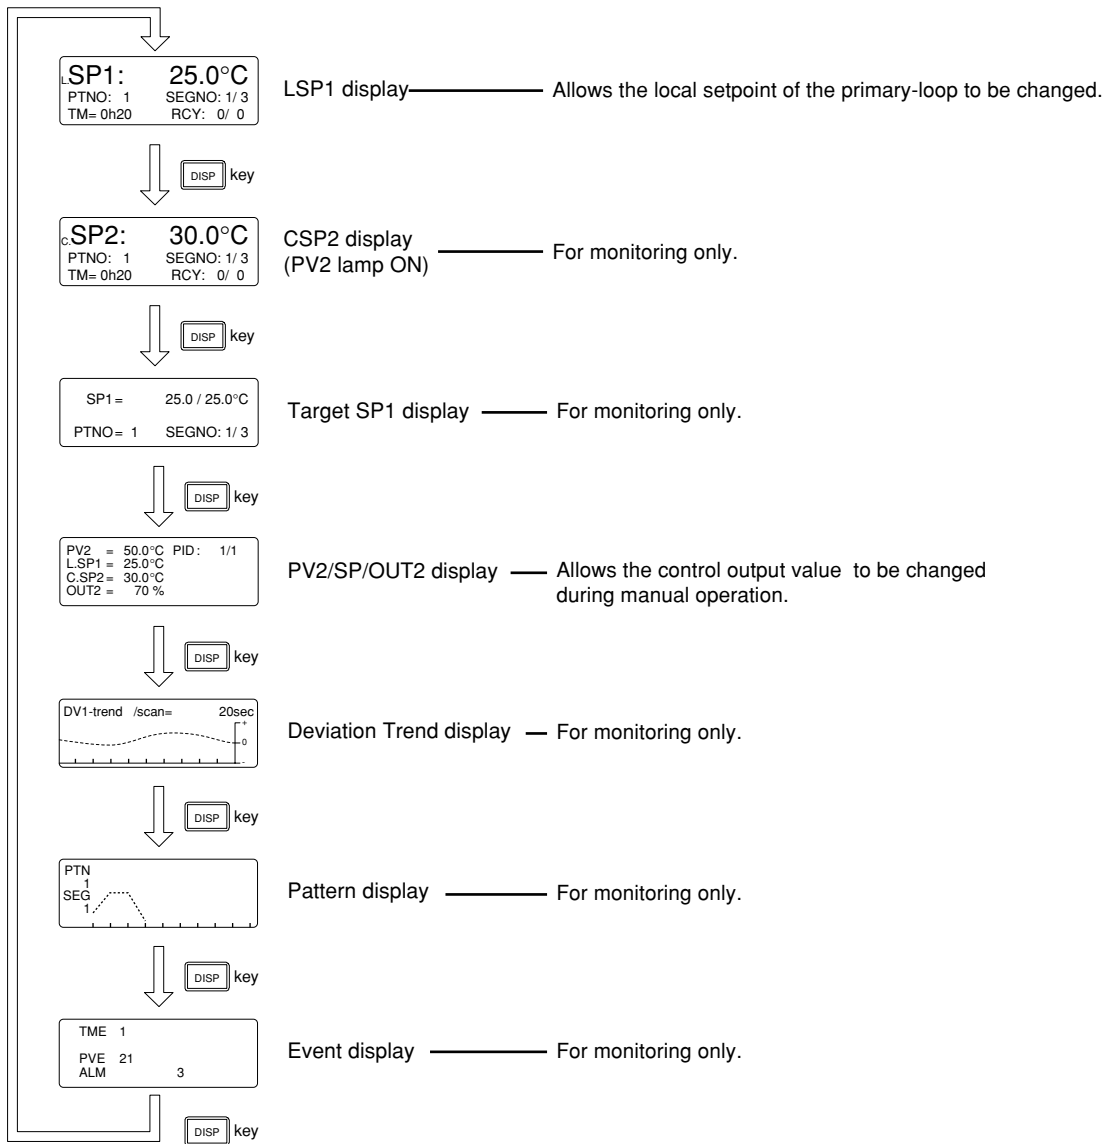 L.SP1: 25.0°C
PTNO: 1 SEGNO: 1/ 3
TM= 0h20 RCY: 0/ 0
LSP1 display Allows the local setpoint of the primary-loop to be changed.
DISP key
C.SP2: 30.0°C
PTNO: 1 SEGNO: 1/ 3
TM= 0h20 RCY: 0/ 0
CSP2 display
(PV2 lamp ON)
For monitoring only.
DISP key
SP1= 25.0 / 25.0°C
PTNO= 1 SEGNO: 1/ 3
Target SP1 display For monitoring only.
DISP key
PV2 = 50.0°C PID: 1/1
L.SP1 = 25.0°C
C.SP2= 30.0°C
OUT2 = 70 %
PV2/SP/OUT2 display Allows the control output value to be changed
during manual operation.
DISP key
DV1-trend /scan= 20sec
+
0
-
Deviation Trend display For monitoring only.
DISP key
PTN
1
SEG
1
Pattern display For monitoring only.
DISP key
TME 1
PVE 21
ALM 3
Event display For monitoring only.
DISP key